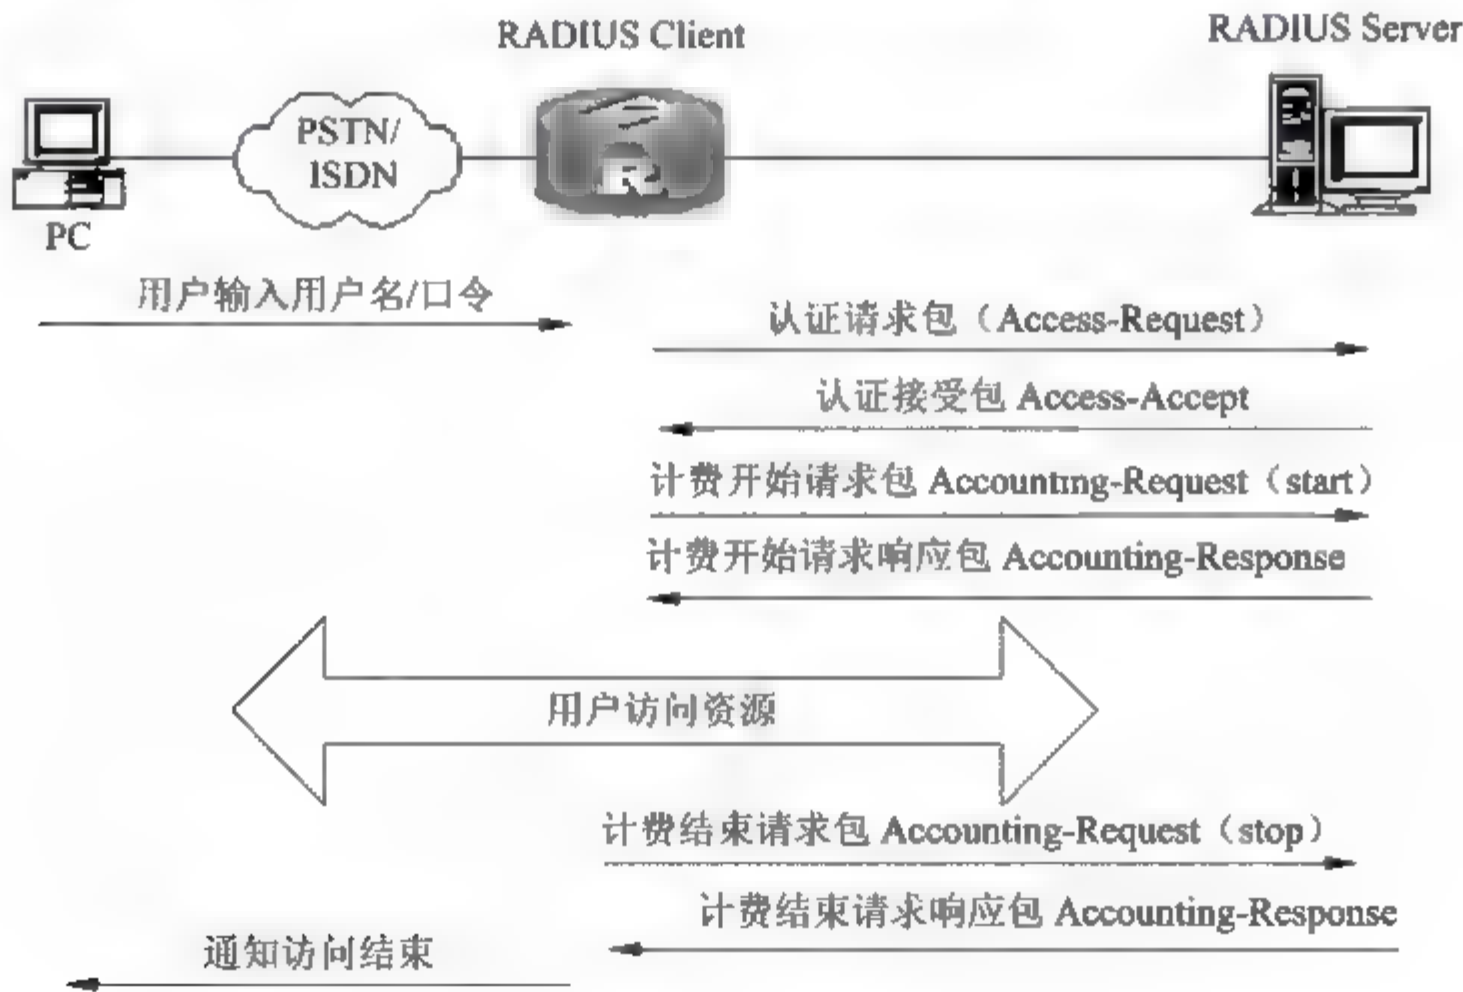 RADIUS Client
RADIUS Server
PSTN/
ISDN
PC
用户输入用户名/口令
认证请求包（Access-Request）
认证接受包 Access-Accept
计费开始请求包 Accounting-Request（start）
计费开始请求响应包 Accounting-Response
用户访问资源
计费结束请求包 Accounting-Request（stop）
计费结束请求响应包 Accounting-Response
通知访问结束